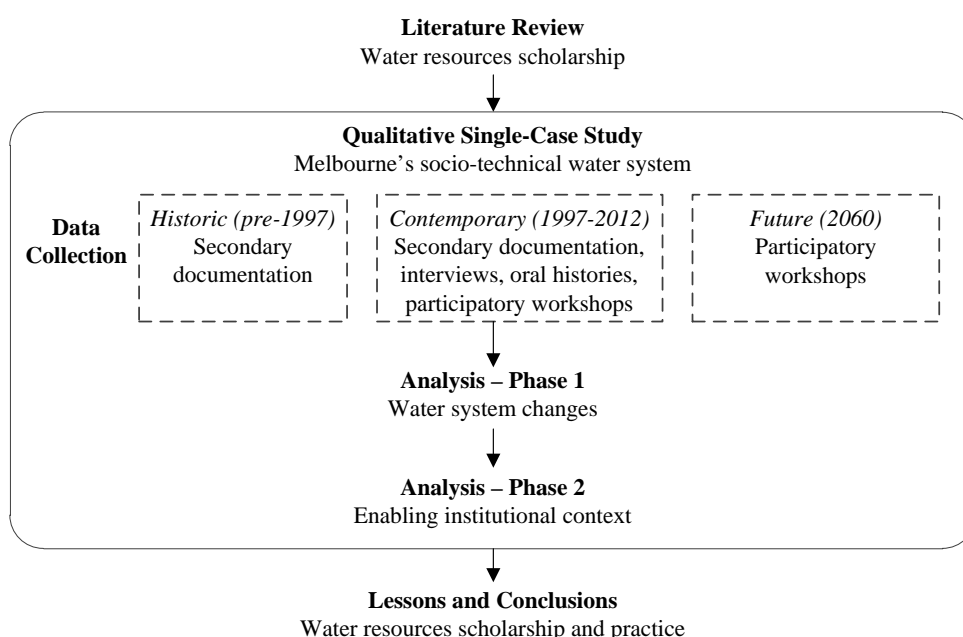 Literature Review
Water resources scholarship
Qualitative Single-Case Study
Melbourne's socio-technical water system
Data
Collection
Historic (pre-1997)
Secondary
documentation
Contemporary (1997-2012)
Secondary documentation,
interviews, oral histories,
participatory workshops
Future (2060)
Participatory
workshops
Analysis – Phase 1
Water system changes
Analysis – Phase 2
Enabling institutional context
Lessons and Conclusions
Water resources scholarship and practice